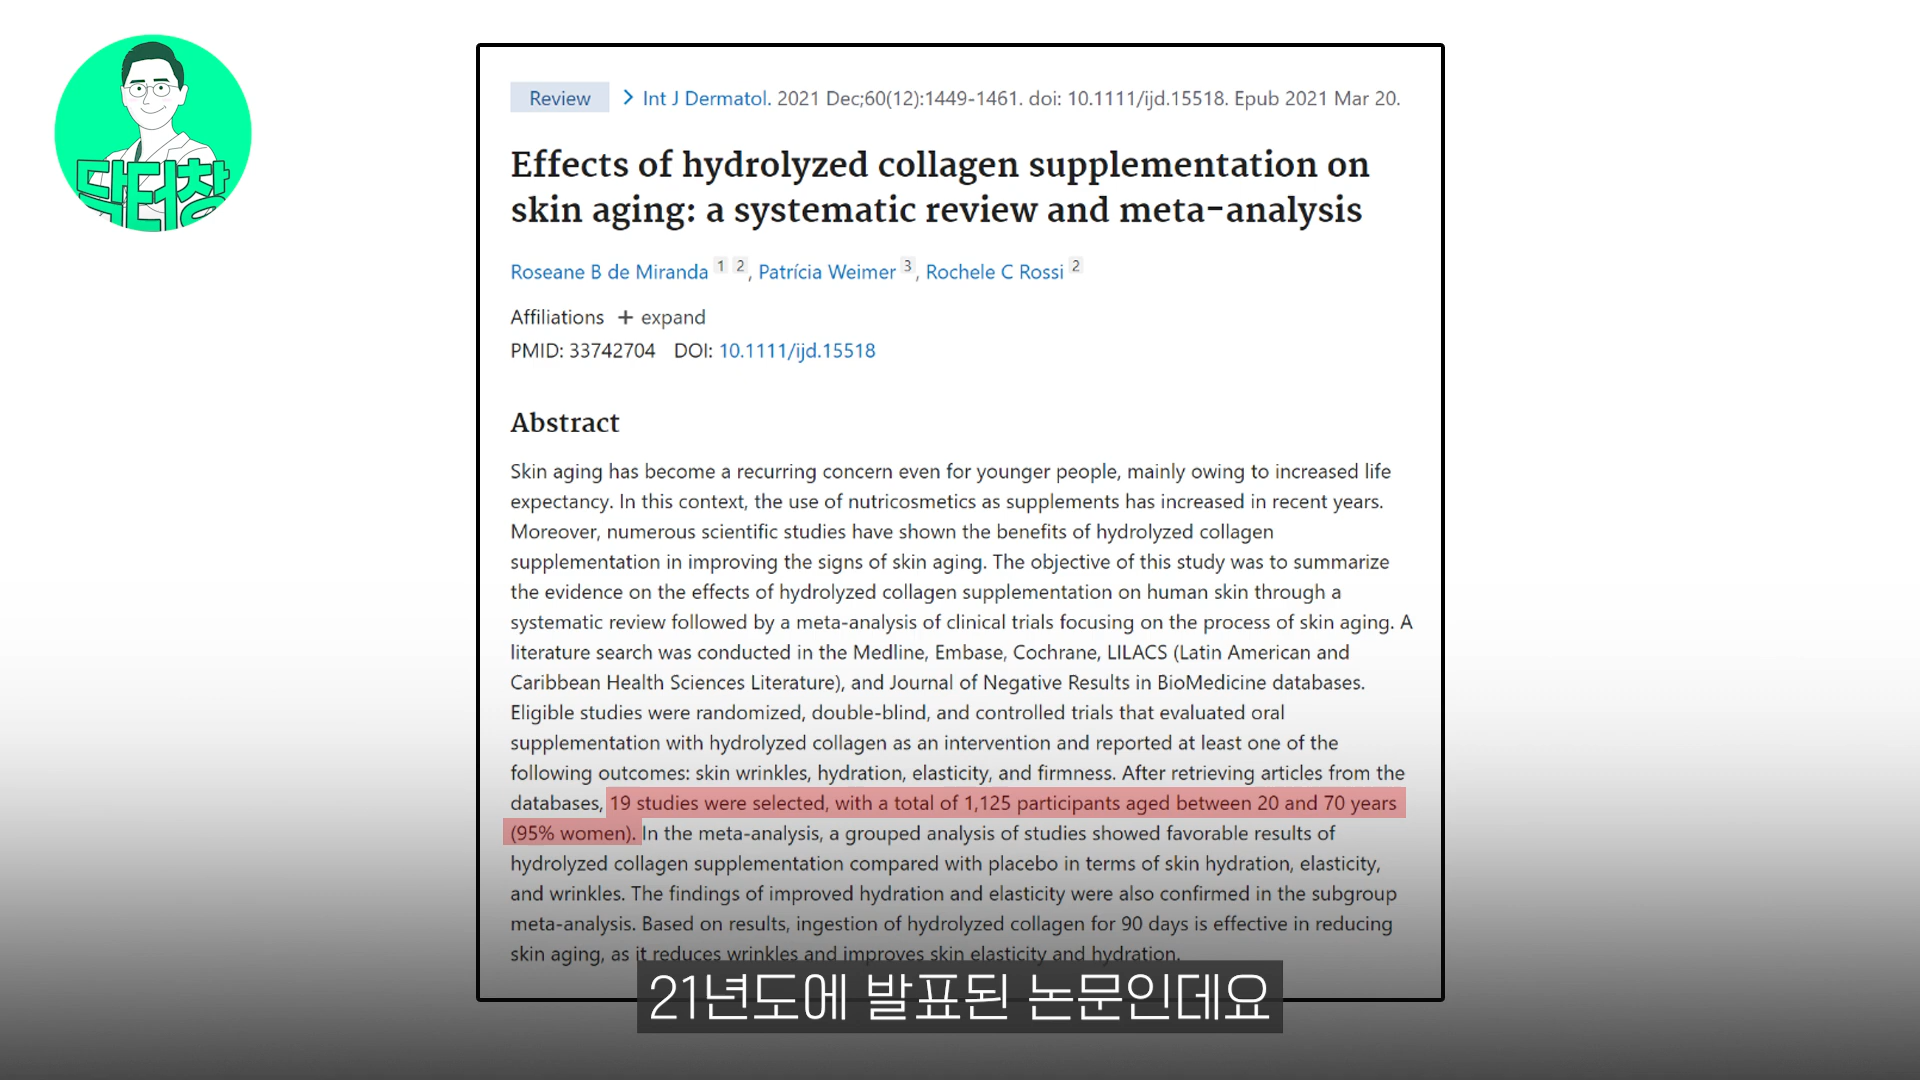 닥터창
Review > Int J Dermatol. 2021 Dec;60(12):1449-1461. doi: 10.1111/ijd.15518. Epub 2021 Mar 20.
Effects of hydrolyzed collagen supplementation on
skin aging: a systematic review and meta-analysis
Roseane B de Miranda 1 2, Patrícia Weimer 3, Rochele C Rossi 2
Affiliations + expand
PMID: 33742704 DOI: 10.1111/ijd.15518
Abstract
Skin aging has become a recurring concern even for younger people, mainly owing to increased life
expectancy. In this context, the use of nutricosmetics as supplements has increased in recent years.
Moreover, numerous scientific studies have shown the benefits of hydrolyzed collagen
supplementation in improving the signs of skin aging. The objective of this study was to summarize
the evidence on the effects of hydrolyzed collagen supplementation on human skin through a
systematic review followed by a meta-analysis of clinical trials focusing on the process of skin aging. A
literature search was conducted in the Medline, Embase, Cochrane, LILACS (Latin American and
Caribbean Health Sciences Literature), and Journal of Negative Results in BioMedicine databases.
Eligible studies were randomized, double-blind, and controlled trials that evaluated oral
supplementation with hydrolyzed collagen as an intervention and reported at least one of the
following outcomes: skin wrinkles, hydration, elasticity, and firmness. After retrieving articles from the
databases, 19 studies were selected, with a total of 1,125 participants aged between 20 and 70 years
(95% women). In the meta-analysis, a grouped analysis of studies showed favorable results of
hydrolyzed collagen supplementation compared with placebo in terms of skin hydration, elasticity,
and wrinkles. The findings of improved hydration and elasticity were also confirmed in the subgroup
meta-analysis. Based on results, ingestion of hydrolyzed collagen for 90 days is effective in reducing
skin aging, as it reduces wrinkles and improves skin elasticity and hydration.
21년도에 발표된 논문인데요